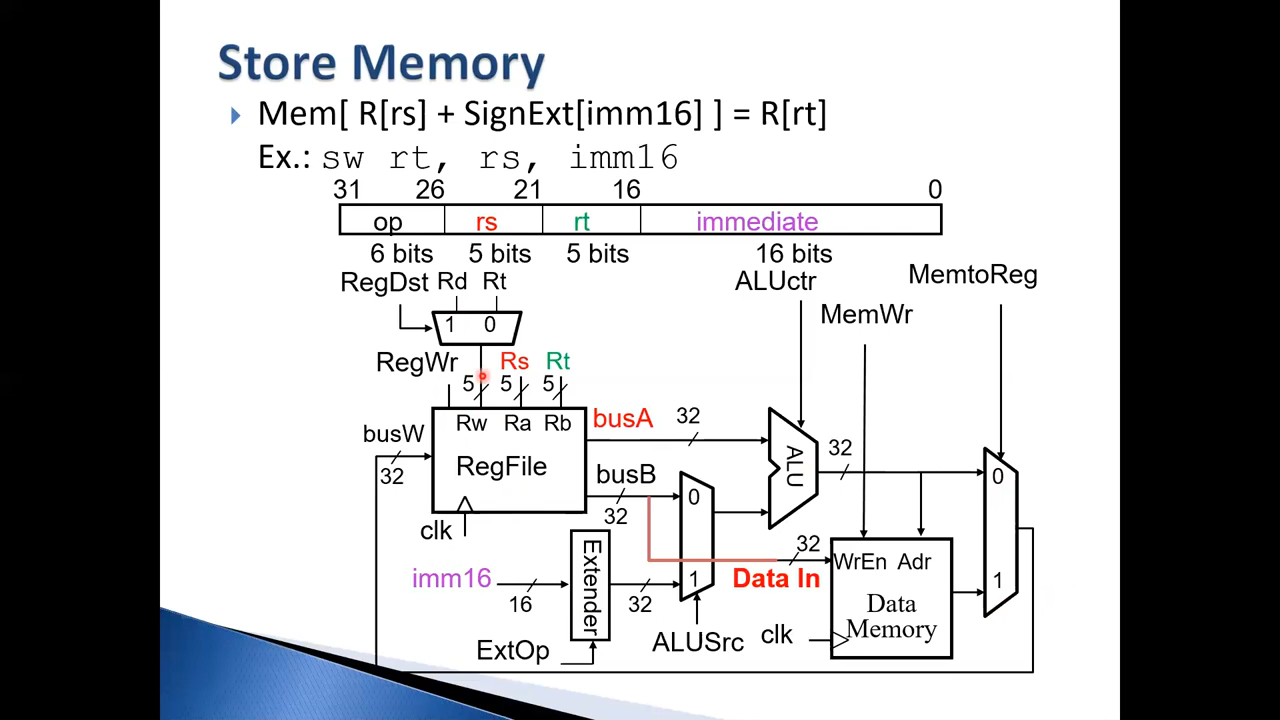 Store Memory
Mem[ R[rs] + SignExt[imm16] ] = R[rt]
Ex.: sw rt, rs, imm16
31 26 21 16 0
op rs rt immediate
6 bits 5 bits 5 bits 16 bits
RegDst Rd Rt ALUctr MemtoReg
1 0 MemWr
RegWr Rs Rt
5 5 5
busW Rw Ra Rb busA 32
32 RegFile busB ALU 32
clk 32 0 0
imm16 16 Extender 32 1 Data In 32 WrEn Adr 1
Data
Memory
ExtOp ALUSrc clk